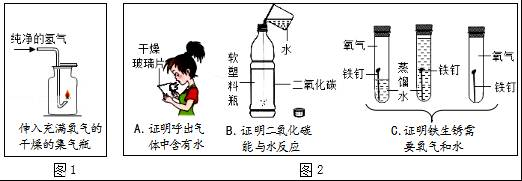 纯净的氢气
伸入充满氧气的
干燥的集气瓶
图1
干燥
玻璃片
A.证明呼出气
体中含有水
水
软塑料瓶
二氧化碳
B.证明二氧化碳
能与水反应
氧气
铁钉
蒸馏水
铁钉
氧气
铁钉
C.证明铁生锈需
要氧气和水
图2